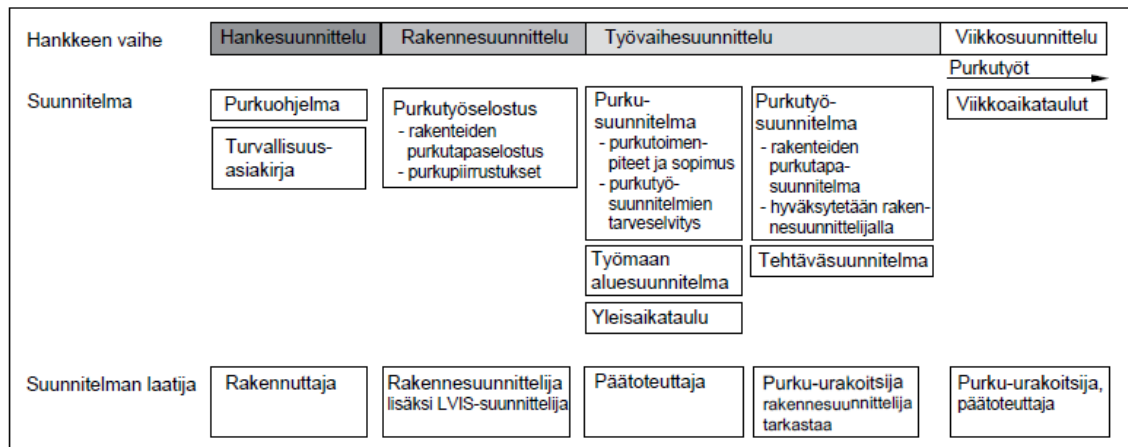 Hankkeen vaihe
Hankesuunnittelu
Rakennesuunnittelu
Työvaihesuunnittelu
Viikkosuunnittelu
Purkutyöt
Suunnitelma
Purkuohjelma
Turvallisuus-
asiakirja
Purkutyöselostus
- rakenteiden
purkutapaselostus
- purkupiirrustukset
Purku-
suunnitelma
- purkutoimen-
piteet ja sopimus
- purkutyö-
suunnitelmien
tarveselvitys
Työmaan
aluesuunnitelma
Yleisaikataulu
Purkutyö-
suunnitelma
- rakenteiden
purkutapa-
suunnitelma
- hyväksytetään raken-
nesuunnittelijalla
Tehtäväsuunnitelma
Viikkoaikataulut
Suunnitelman laatija
Rakennuttaja
Rakennesuunnittelija
lisäksi LVIS-suunnittelija
Päätoteuttaja
Purku-urakoitsija
rakennesuunnittelija
tarkastaa
Purku-urakoitsija,
päätoteuttaja